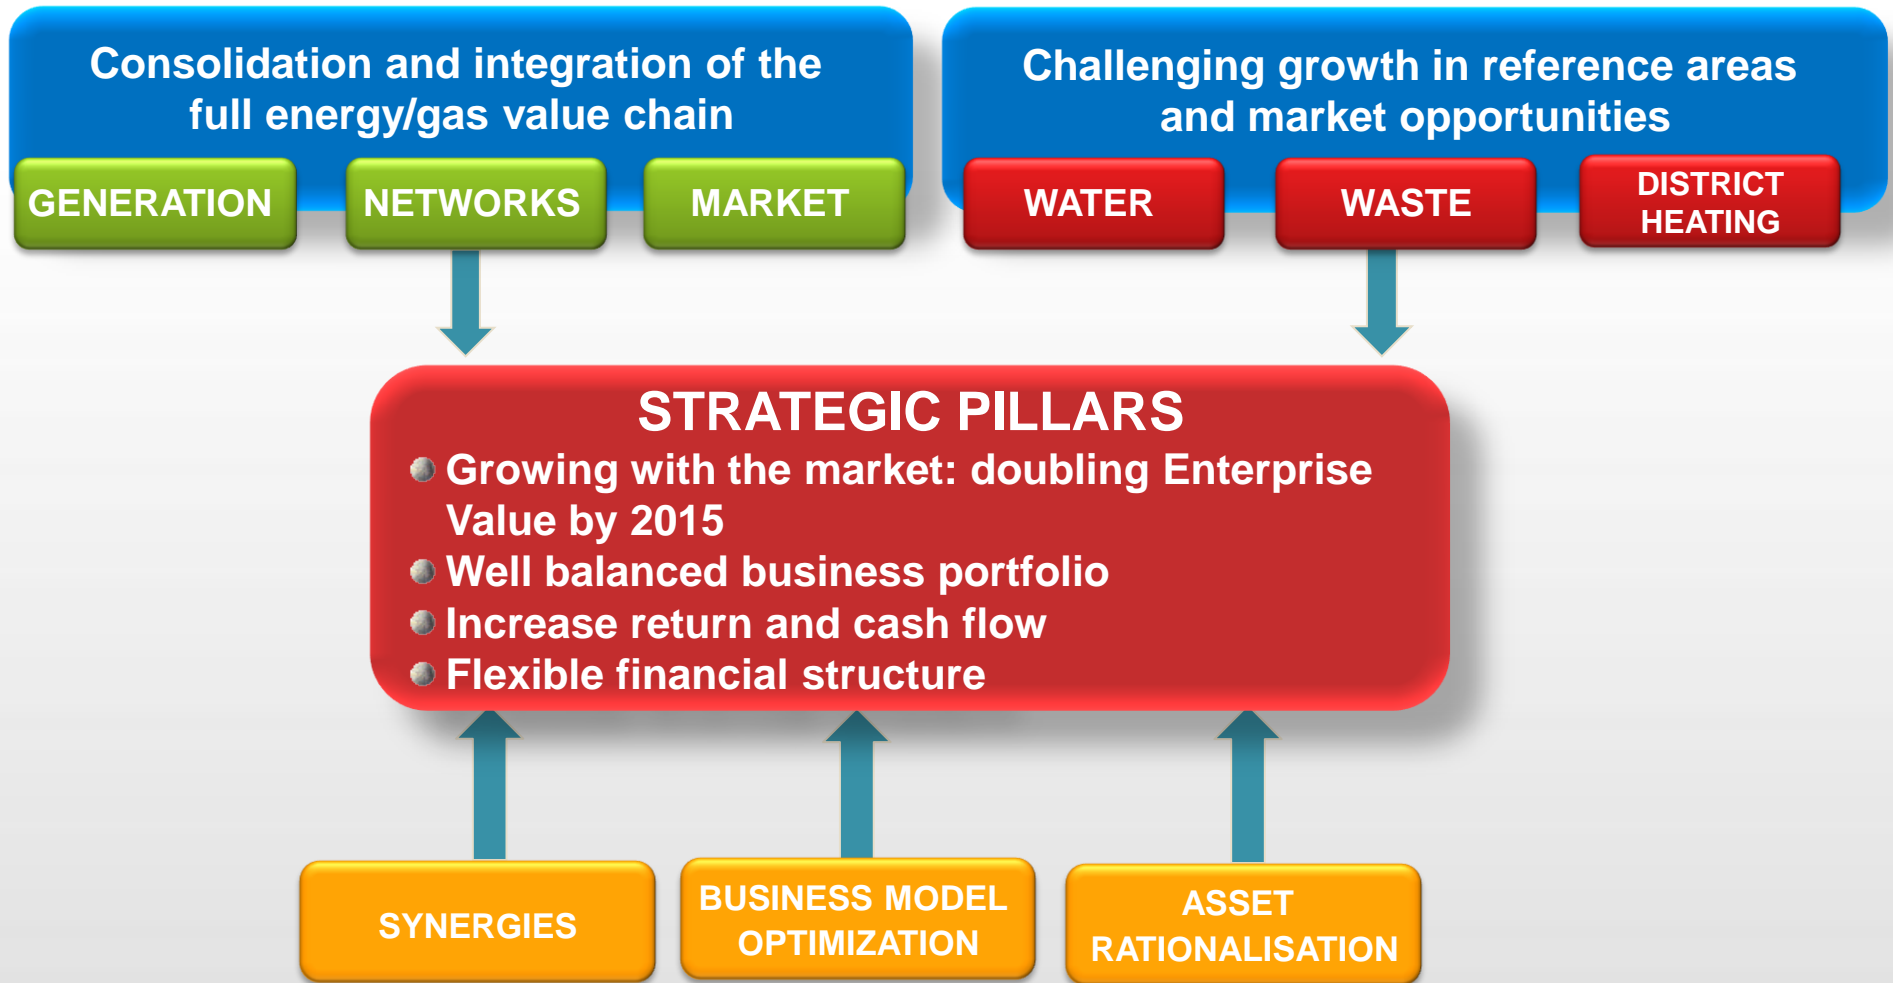 Consolidation and integration of the
full energy/gas value chain
GENERATION
NETWORKS
MARKET
Challenging growth in reference areas
and market opportunities
WATER
WASTE
DISTRICT
HEATING
STRATEGIC PILLARS
Growing with the market: doubling Enterprise
Value by 2015
Well balanced business portfolio
Increase return and cash flow
Flexible financial structure
SYNERGIES
BUSINESS MODEL
OPTIMIZATION
ASSET
RATIONALISATION